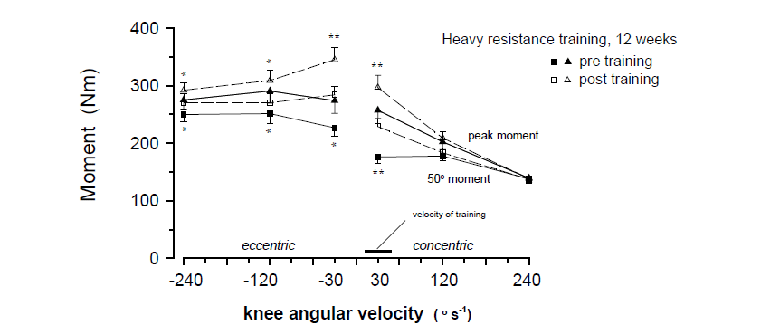 400
300
200
100
0
Moment (Nm)
Heavy resistance training, 12 weeks
pre training
post training
*
*
**
*
*
*
**
**
peak moment
50° moment
velocity of training
eccentric
concentric
-240
-120
-30
30
120
240
knee angular velocity (° s⁻¹)